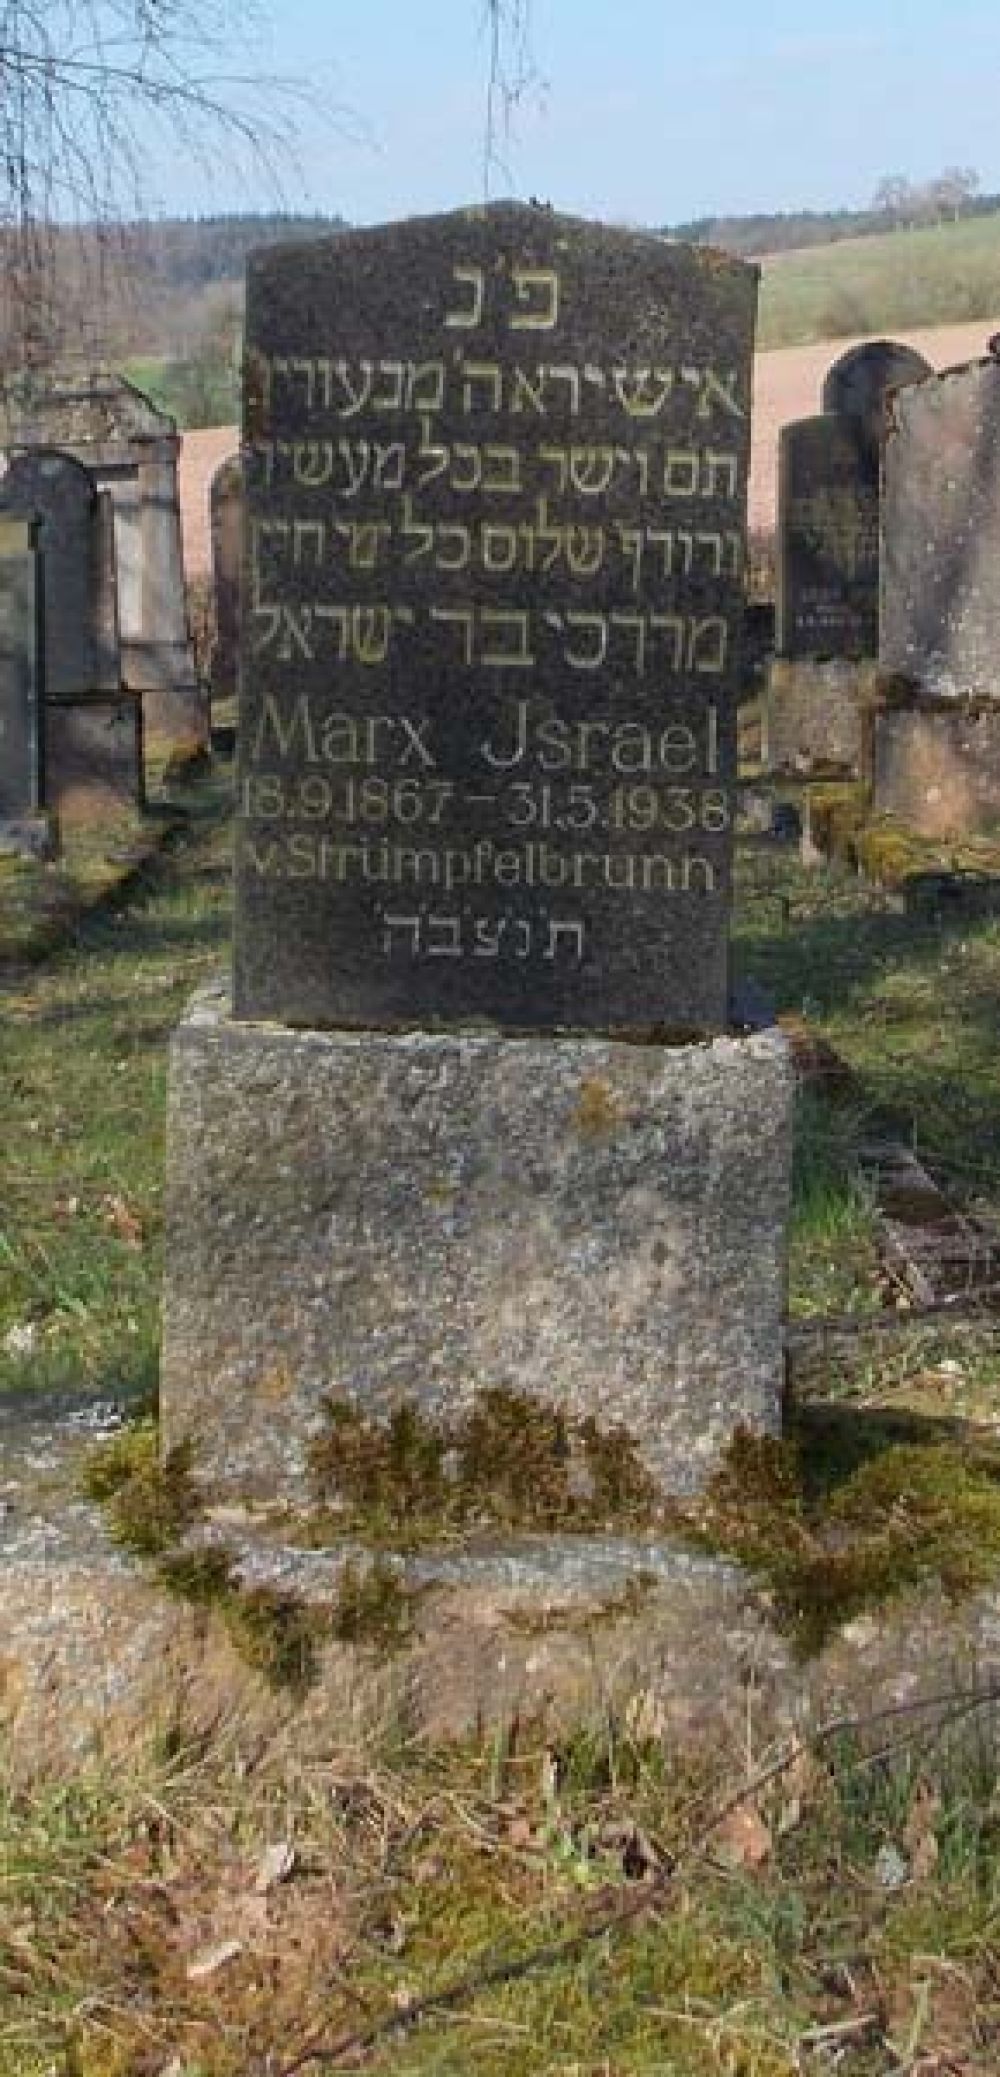 פ'נ
איש ירא ה' מנעוריו
תם וישר בכל מעשיו
ורודף שלום כל ימי חייו
מרדכי בר ישראל
Marx Jsrael
18.9.1867 – 31.5.1938
v. Strümpfelbrunn
ת'נ'צ'ב'ה'